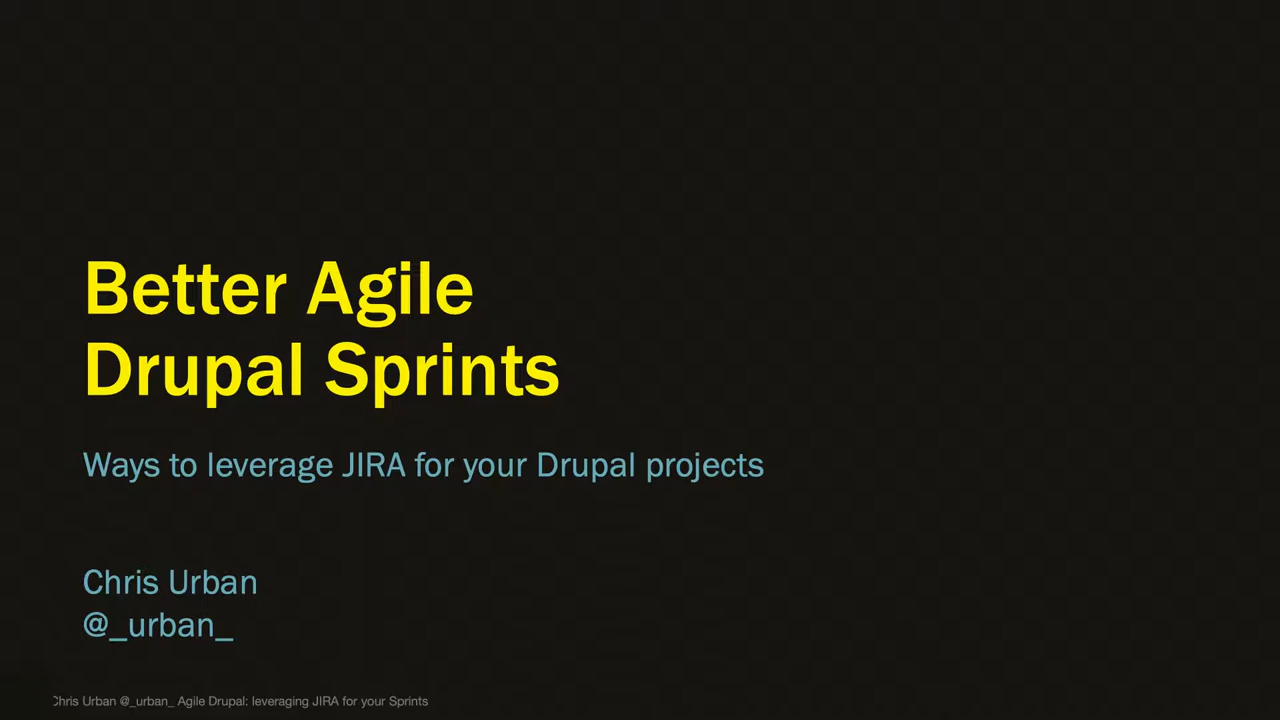 Better Agile
Drupal Sprints
Ways to leverage JIRA for your Drupal projects
Chris Urban
@_urban_
Chris Urban @_urban_ Agile Drupal: leveraging JIRA for your Sprints